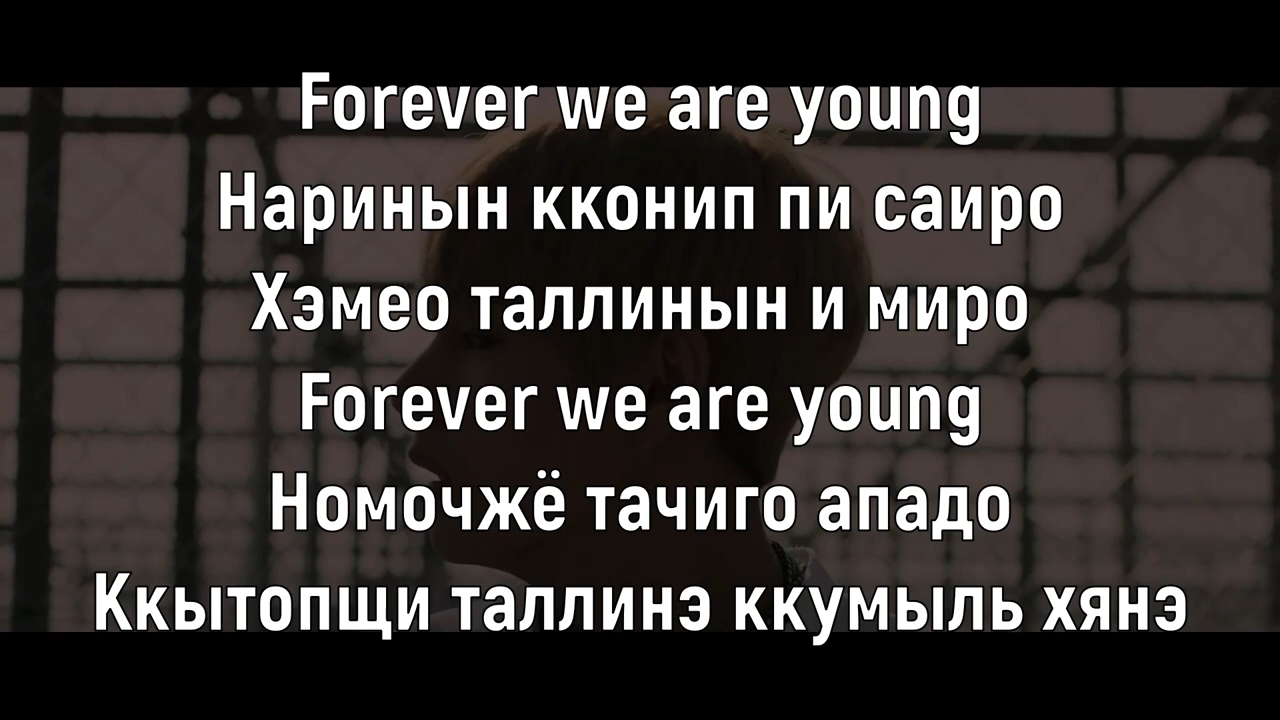 Forever we are young
Наринын кконип пи саиро
Хэмео таллинын и миро
Forever we are young
Номочжё тачиго ападо
Ккытопщи таллинэ ккумыль хянэ